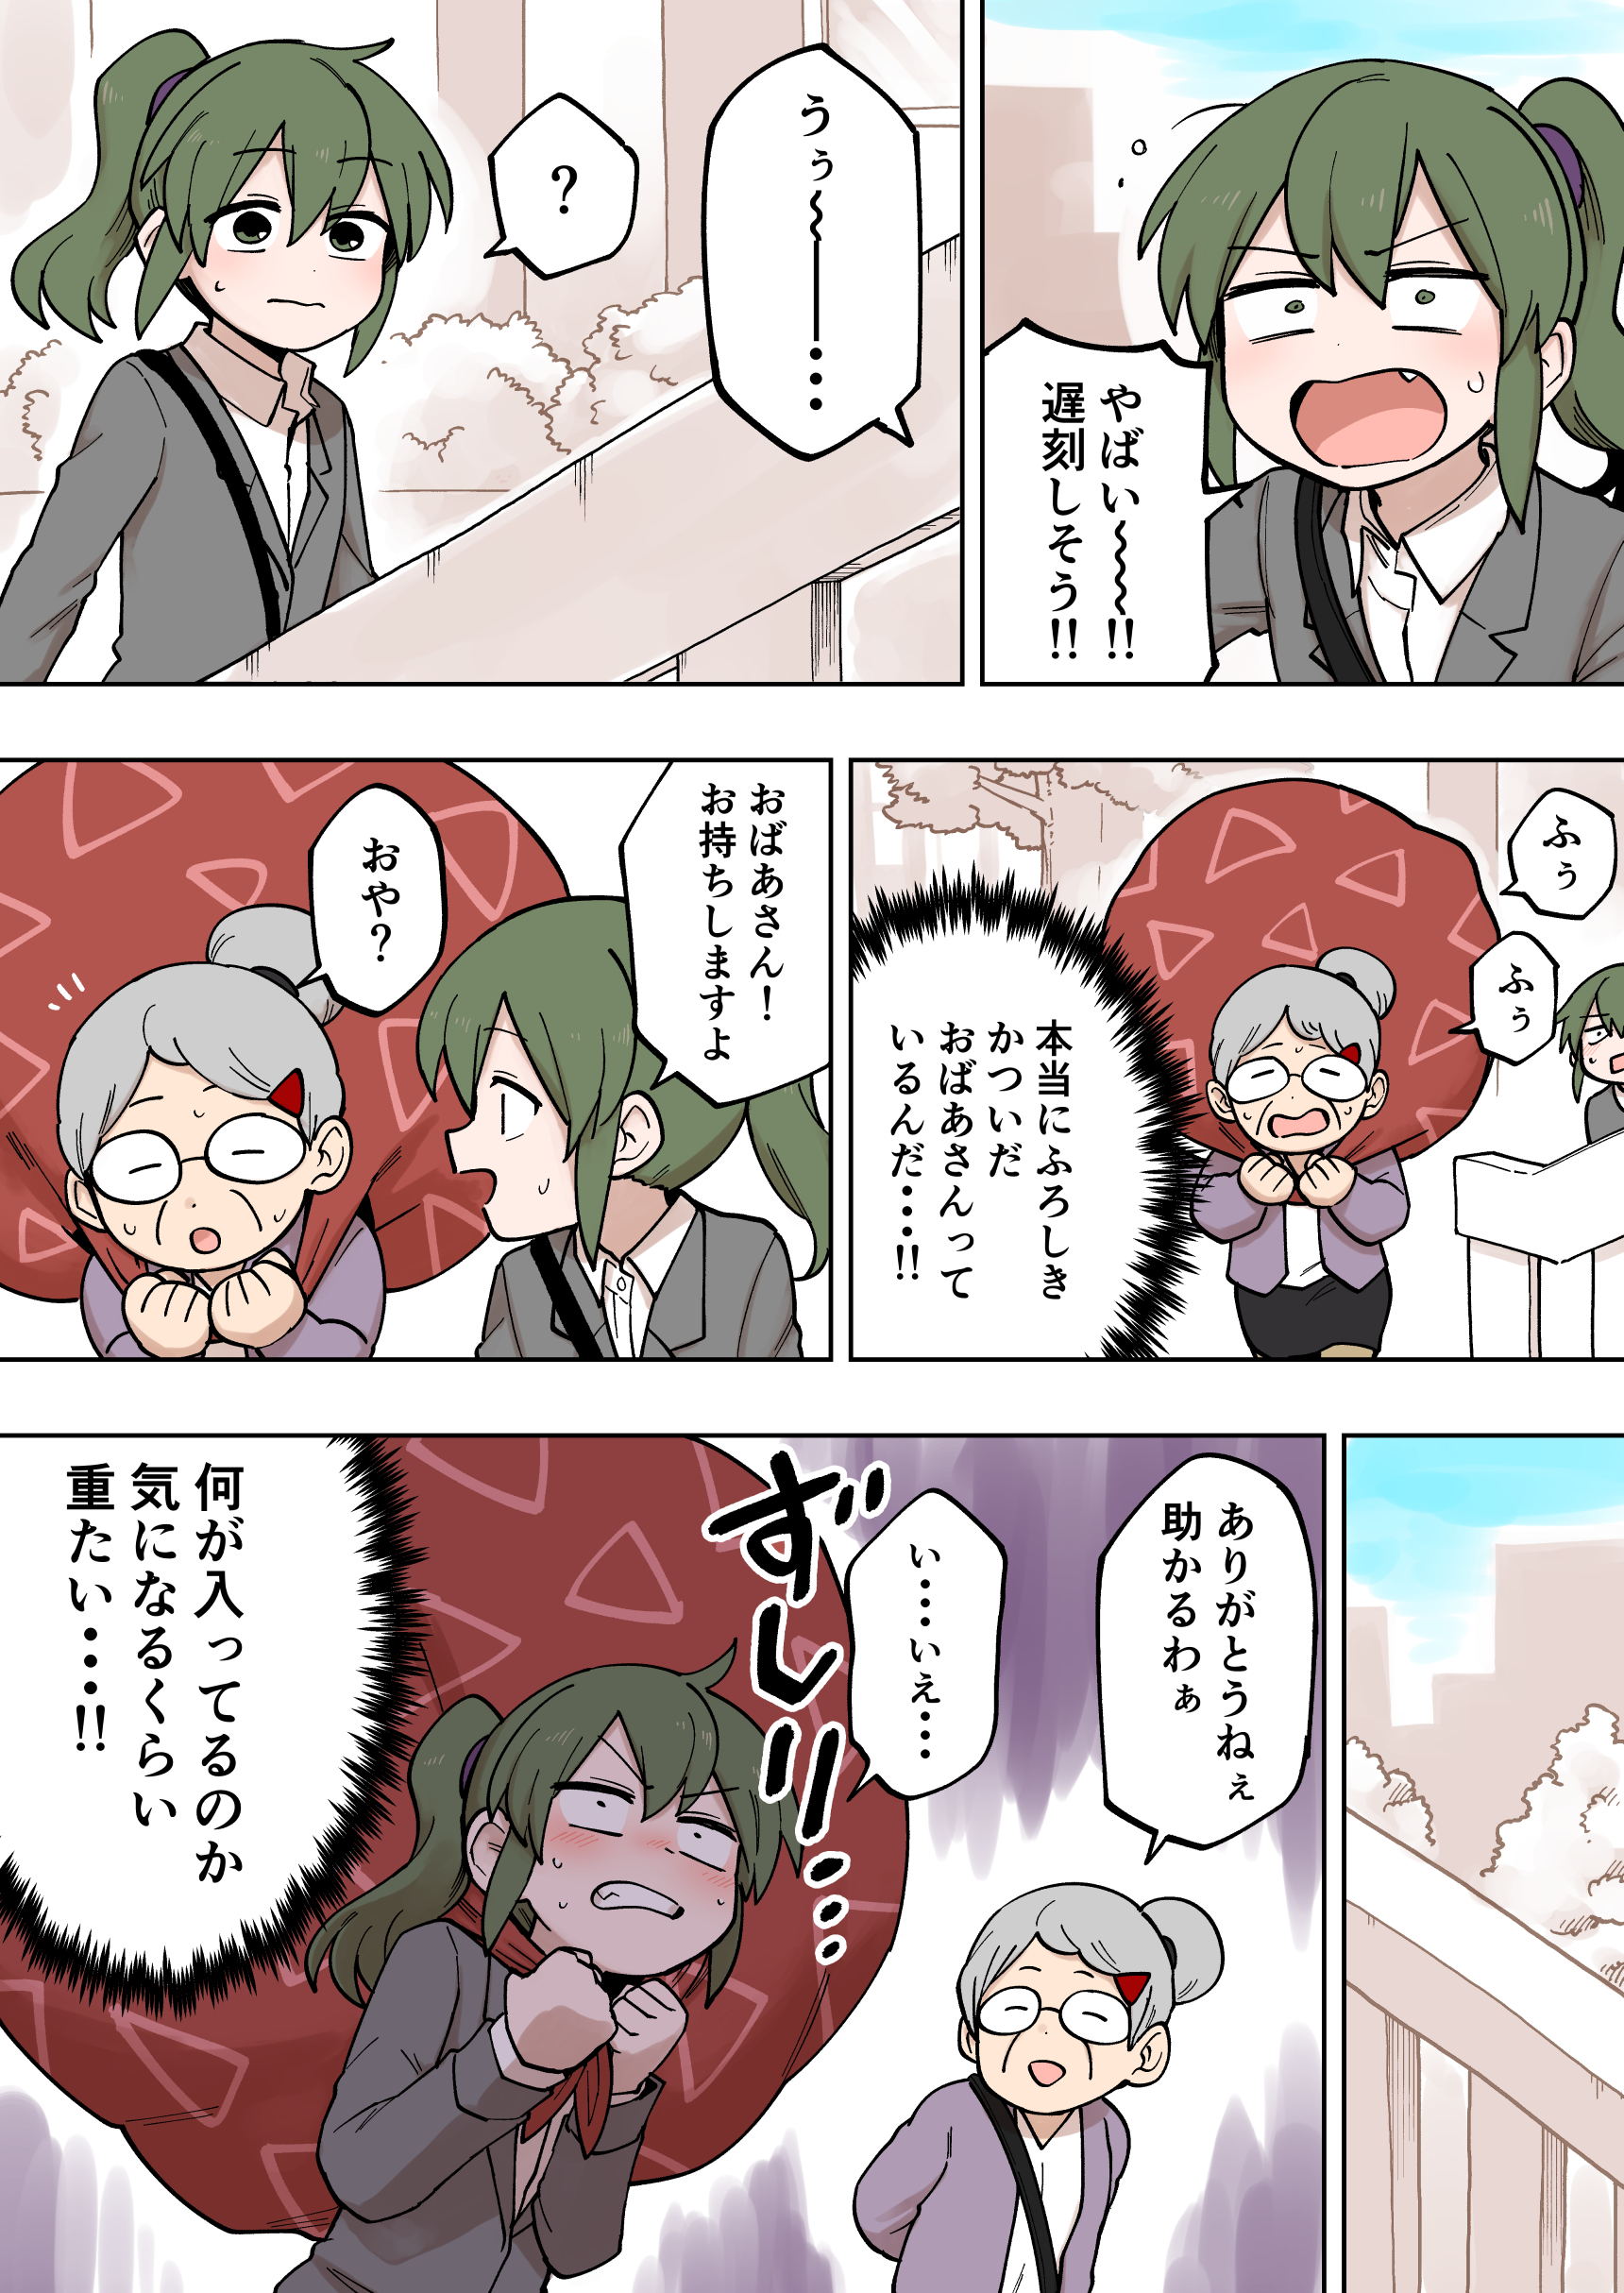 やばい〜〜〜!!
遅刻しそう!!
うぅ〜――…
？
ふぅ
ふぅ
本当にふろしき
かついだ
おばあさんって
いるんだ…!!
おばあさん！
お持ちしますよ
おや？
ありがとうねぇ
助かるわぁ
い…いえ…
ずしッ…
何が入ってるのか
気になるくらい
重たい…!!